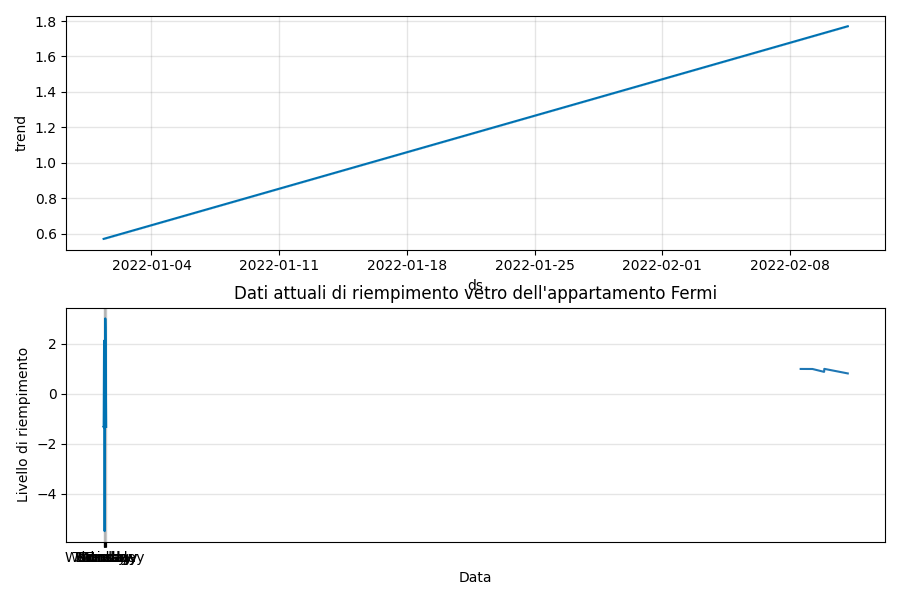 1.8
1.6
1.4
1.2
1.0
0.8
0.6
trend
2022-01-04 2022-01-11 2022-01-18 2022-01-25 2022-02-01 2022-02-08
ds
Dati attuali di riempimento vetro dell'appartamento Fermi
2
0
−2
−4
Livello di riempimento
Data